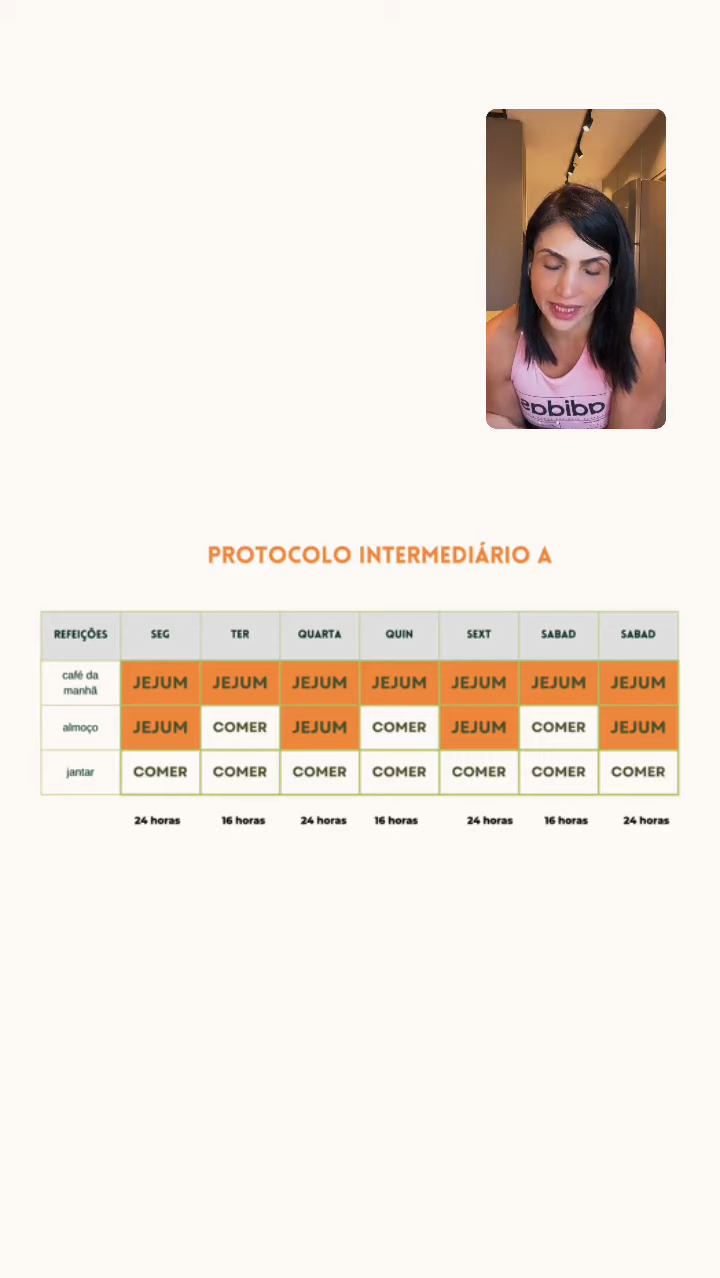 adidas
PROTOCOLO INTERMEDIÁRIO A
REFEIÇÕES SEG TER QUARTA QUIN SEXT SABAD SABAD
café da manhã JEJUM JEJUM JEJUM JEJUM JEJUM JEJUM JEJUM
almoço JEJUM COMER JEJUM COMER JEJUM COMER JEJUM
jantar COMER COMER COMER COMER COMER COMER COMER
24 horas 16 horas 24 horas 16 horas 24 horas 16 horas 24 horas